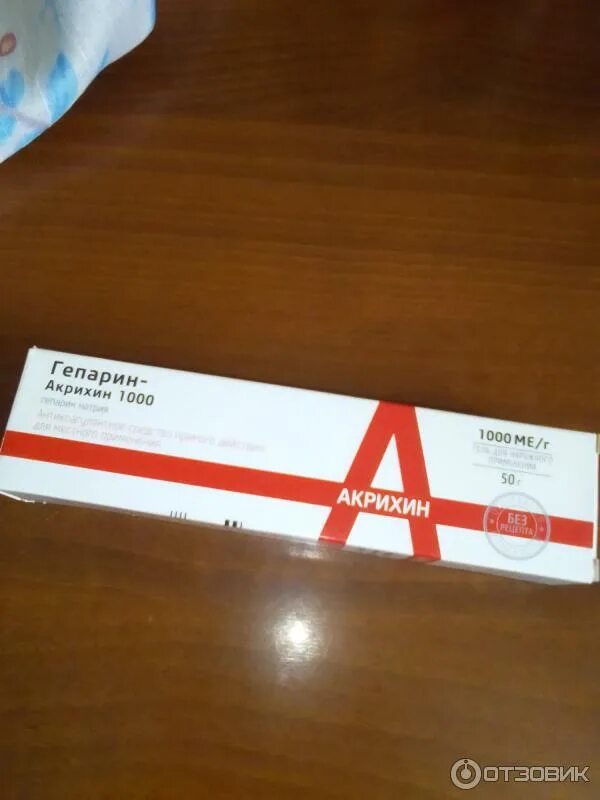 Гепарин-
Акрихин 1000
гепарин натрия
Антикоагулянтное средство прямого действия
для местного применения
АКРИХИН
1000 МЕ/г
ГЕЛЬ ДЛЯ НАРУЖНОГО
ПРИМЕНЕНИЯ
50 г
БЕЗ
РЕЦЕПТА
ОТЗОВИК